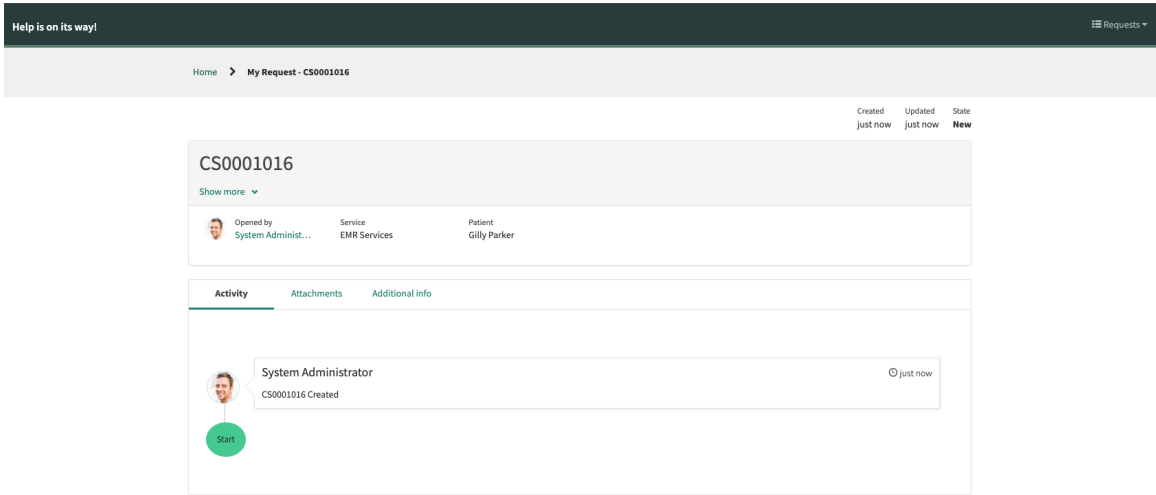 Help is on its way!
Requests
Home > My Request - CS0001016
Created Updated State
just now just now New
CS0001016
Show more
Opened by Service Patient
System Administ... EMR Services Gilly Parker
Activity Attachments Additional info
System Administrator just now
CS0001016 Created
Start